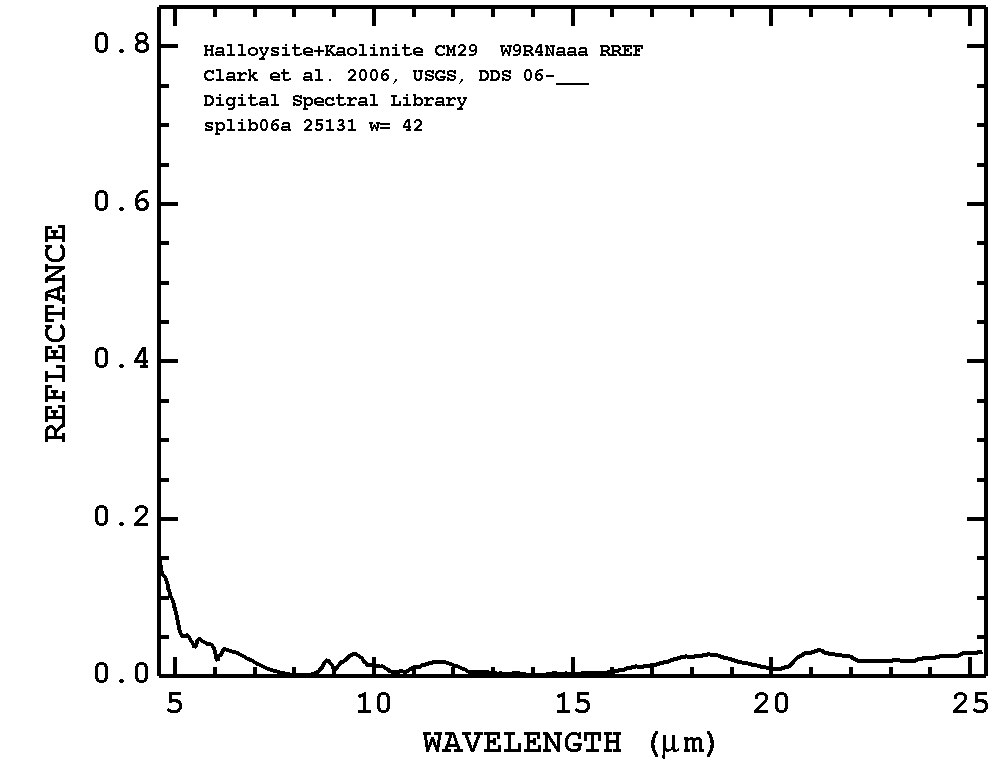 Halloysite+Kaolinite CM29  W9R4Naaa RREF
Clark et al. 2006, USGS, DDS 06-___
Digital Spectral Library
splib06a 25131 w= 42
0.8
0.6
0.4
0.2
0.0
REFLECTANCE
5 10 15 20 25
WAVELENGTH (μm)